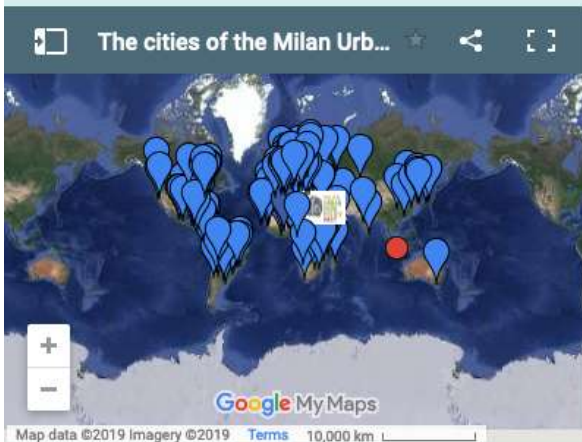 The cities of the Milan Urb...
+
−
Google My Maps
Map data ©2019 Imagery ©2019 Terms 10,000 km